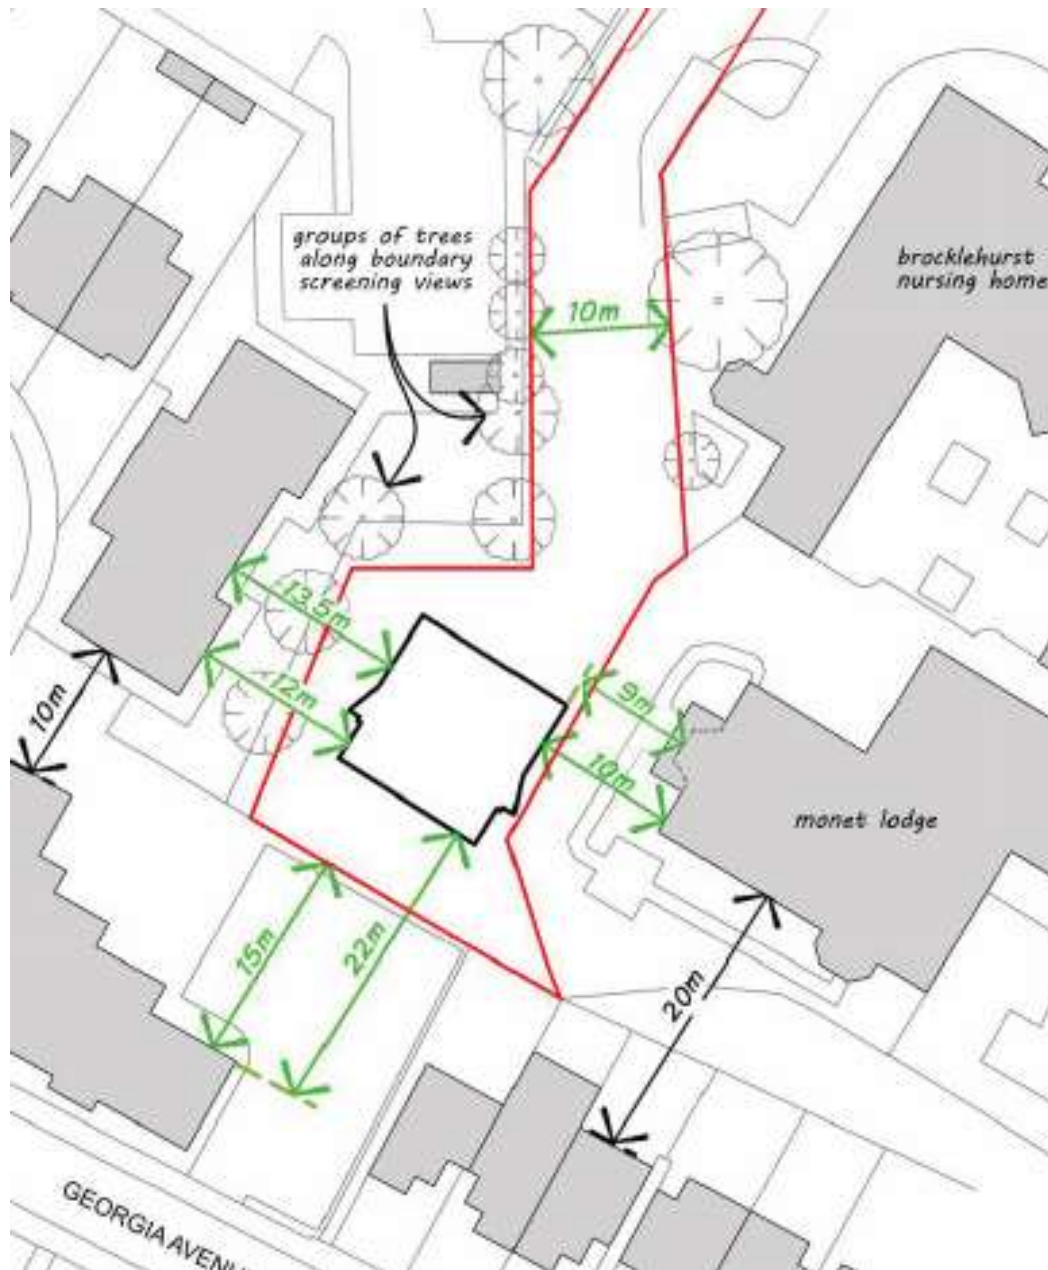 groups of trees
along boundary
screening views
brocklehurst
nursing home
10m
13.5m
12m
10m
9m
10m
monet lodge
15m
22m
20m
GEORGIA AVENU